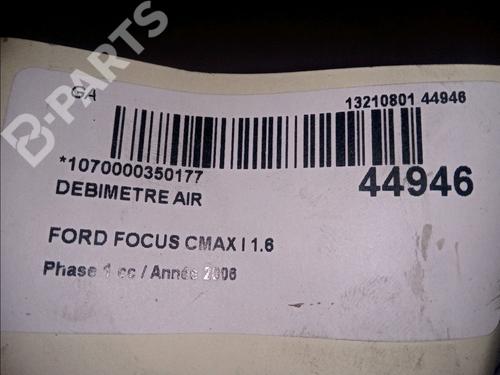 GA
13210801 44946
*1070000350177
44946
DEBIMETRE AIR
FORD FOCUS CMAX I 1.6
Phase 1 cc / Année 2006
B-PARTS